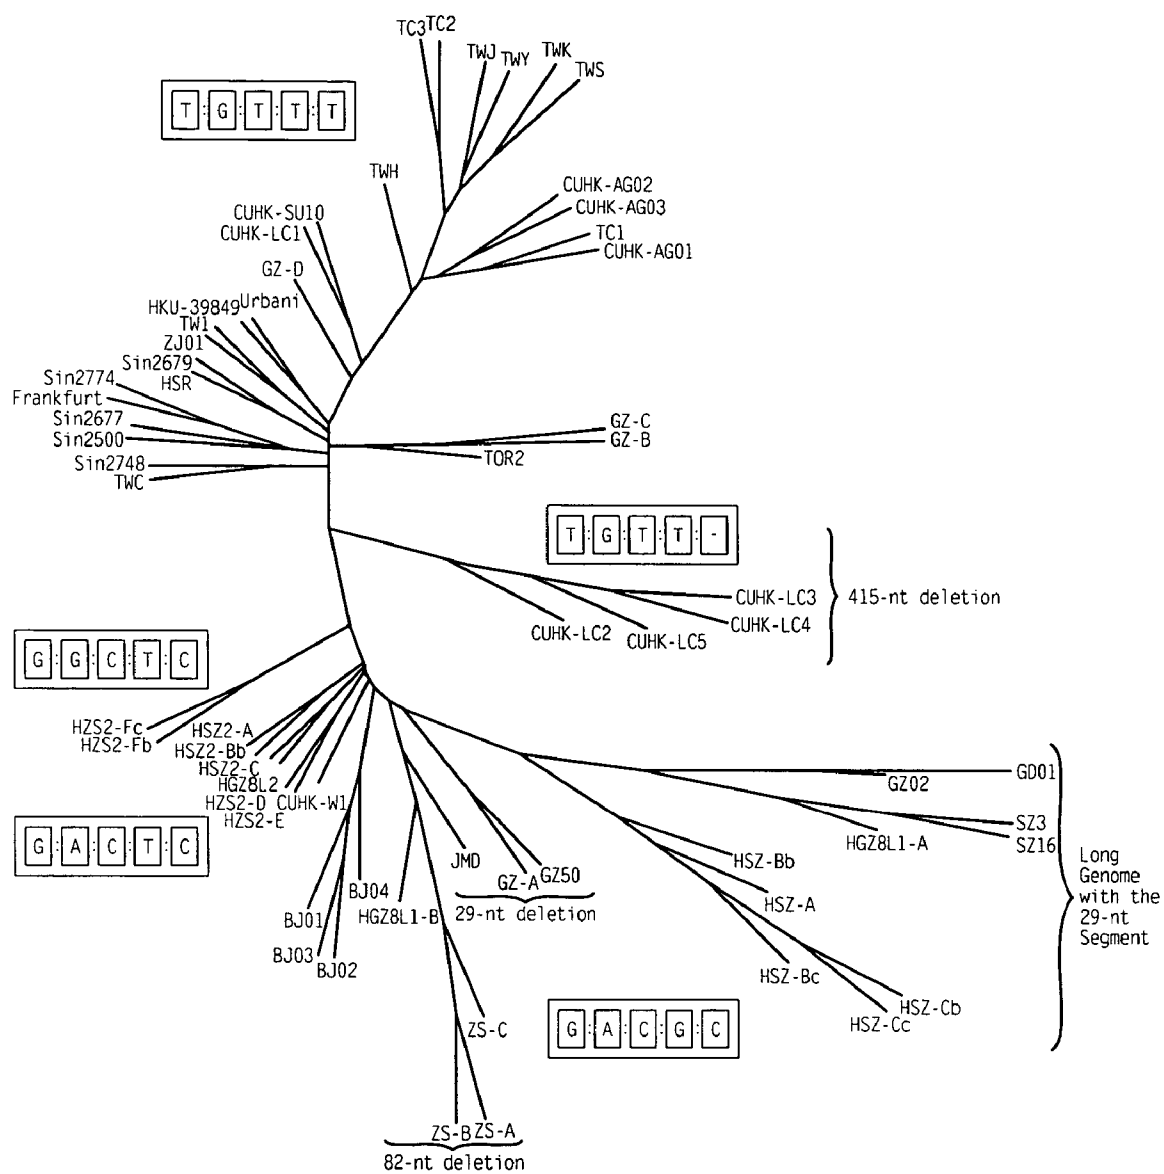 TC3 TC2
TWJ TWY TWK TWS
T : G : T : T : T
TWH
CUHK-AG02
CUHK-AG03
TC1
CUHK-AG01
CUHK-SU10
CUHK-LC1
GZ-D
HKU-39849 Urbani
TW1
ZJ01
Sin2679
HSR
Sin2774
Frankfurt
Sin2677
Sin2500
Sin2748
TWC
GZ-C
GZ-B
TOR2
T : G : T : T : -
CUHK-LC3
CUHK-LC4
CUHK-LC2
CUHK-LC5
415-nt deletion
G : G : C : T : C
HZS2-Fc
HZS2-Fb
HSZ2-A
HSZ2-Bb
HSZ2-C
HGZ8L2
HZS2-D CUHK-W1
HZS2-E
G : A : C : T : C
BJ01
BJ03
BJ02
BJ04
HGZ8L1-B
JMD
GZ-A GZ50
29-nt deletion
GD01
GZ02
SZ3
SZ16
HGZ8L1-A
HSZ-Bb
HSZ-A
HSZ-Bc
HSZ-Cb
HSZ-Cc
Long
Genome
with the
29-nt
Segment
G : A : C : G : C
ZS-C
ZS-B ZS-A
82-nt deletion